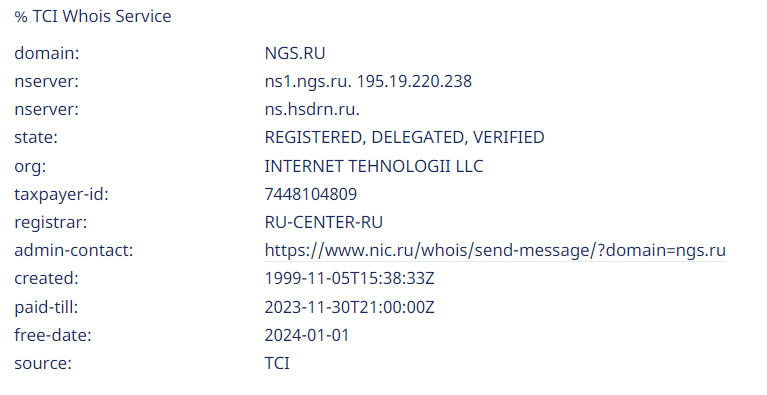 % TCI Whois Service
domain: NGS.RU
nserver: ns1.ngs.ru. 195.19.220.238
nserver: ns.hsdrn.ru.
state: REGISTERED, DELEGATED, VERIFIED
org: INTERNET TEHNOLOGII LLC
taxpayer-id: 7448104809
registrar: RU-CENTER-RU
admin-contact: https://www.nic.ru/whois/send-message/?domain=ngs.ru
created: 1999-11-05T15:38:33Z
paid-till: 2023-11-30T21:00:00Z
free-date: 2024-01-01
source: TCI